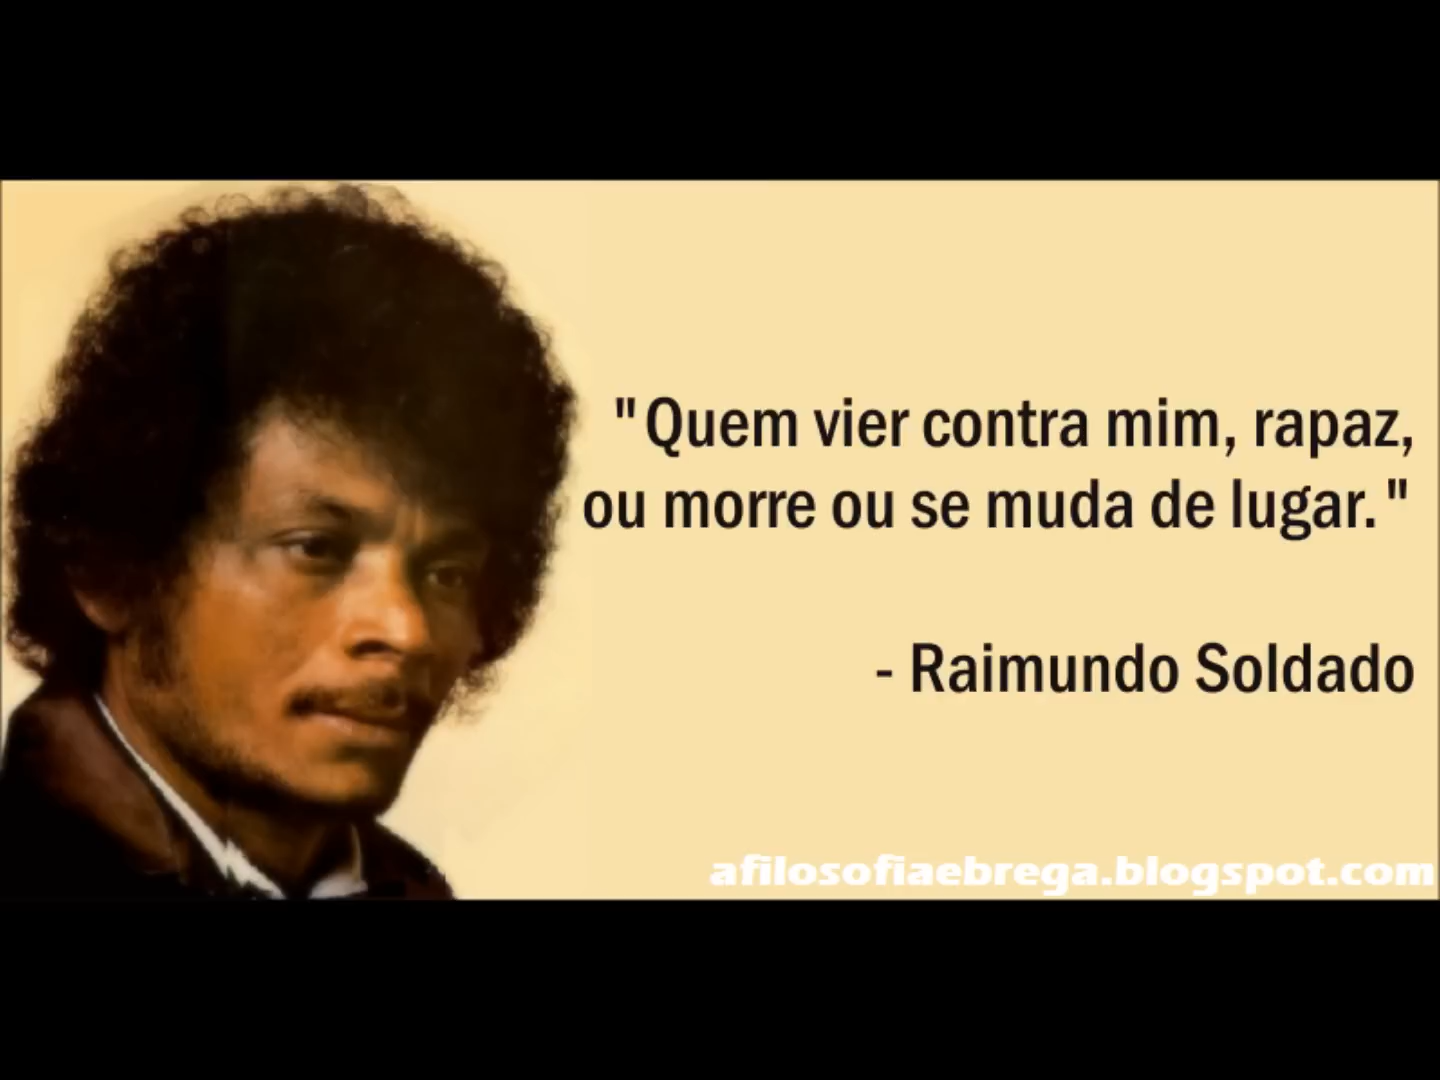 "Quem vier contra mim, rapaz,
ou morre ou se muda de lugar."
- Raimundo Soldado
afilosofiaebrega.blogspot.com